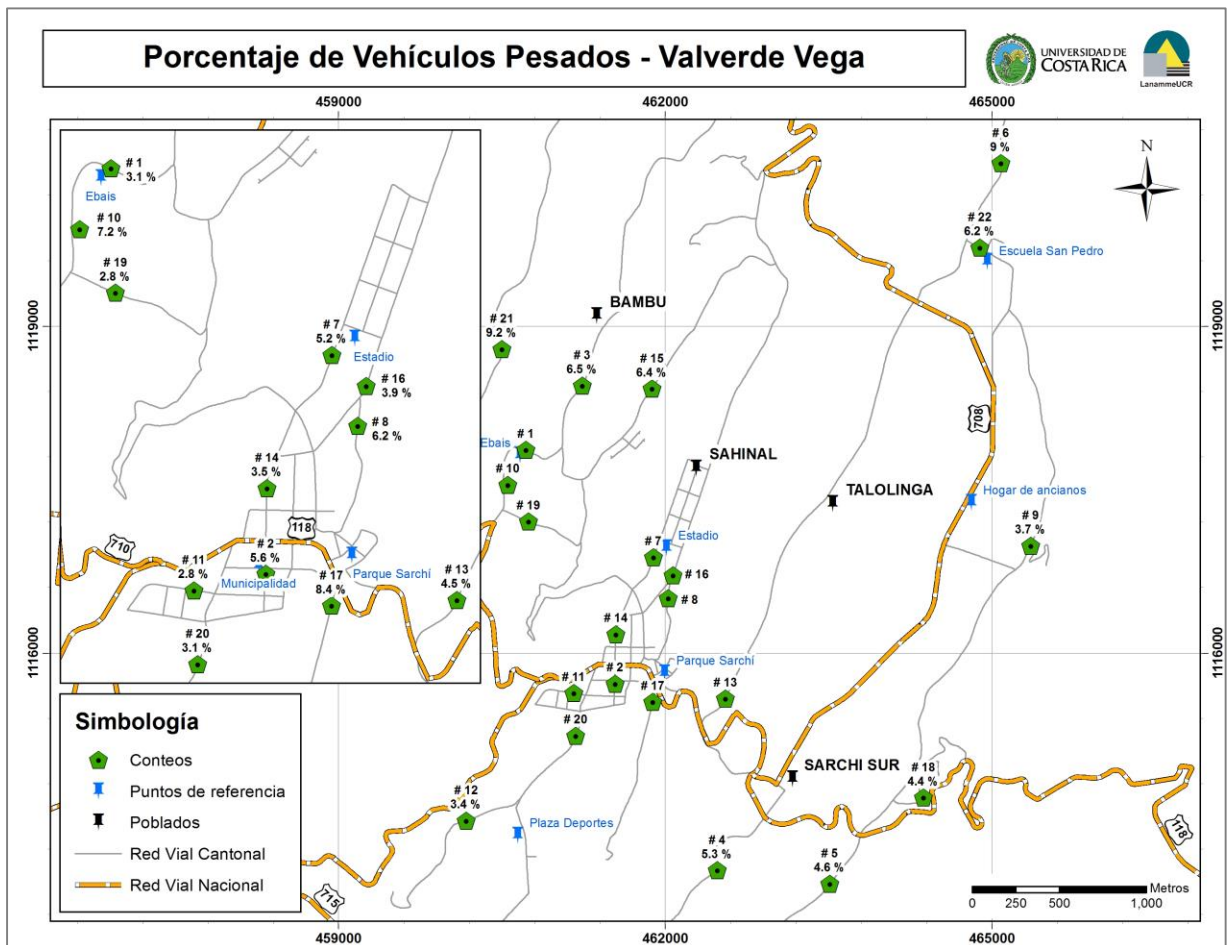 Porcentaje de Vehículos Pesados - Valverde Vega
UNIVERSIDAD DE
COSTA RICA
LanammeUCR
459000
462000
465000
1119000
1116000
# 1
3.1 %
Ebais
# 10
7.2 %
# 19
2.8 %
# 7
5.2 %
Estadio
# 16
3.9 %
# 8
6.2 %
# 14
3.5 %
118
710
# 2
5.6 %
# 11
2.8 %
Municipalidad
Parque Sarchí
# 17
8.4 %
# 13
4.5 %
# 20
3.1 %
# 6
9 %
N
# 22
6.2 %
Escuela San Pedro
BAMBU
# 21
9.2 %
# 3
6.5 %
# 15
6.4 %
708
Ebais
# 1
SAHINAL
# 10
TALOLINGA
Hogar de ancianos
# 19
# 9
3.7 %
Estadio
# 7
# 16
# 8
# 14
Parque Sarchí
# 2
# 11
# 17
# 13
# 20
SARCHI SUR
# 18
4.4 %
# 12
3.4 %
Plaza Deportes
118
# 4
5.3 %
# 5
4.6 %
715
Simbología
Conteos
Puntos de referencia
Poblados
Red Vial Cantonal
Red Vial Nacional
Metros
0 250 500 1,000
459000
462000
465000
1119000
1116000